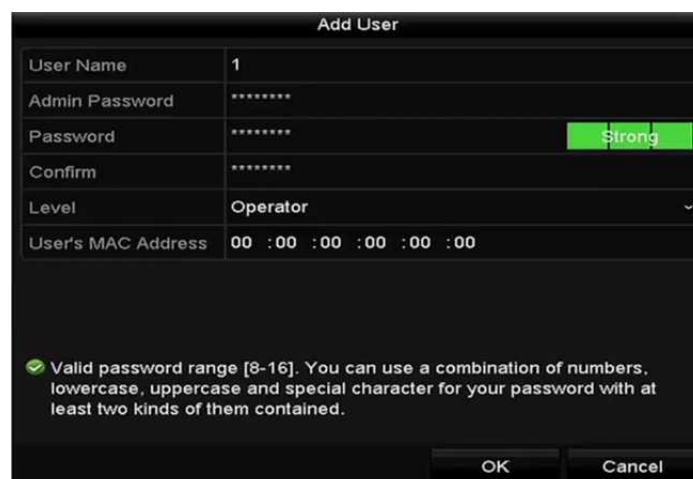 Add User
User Name 1
Admin Password ********
Password ******** Strong
Confirm ********
Level Operator
User's MAC Address 00 :00 :00 :00 :00 :00
Valid password range [8-16]. You can use a combination of numbers,
lowercase, uppercase and special character for your password with at
least two kinds of them contained.
OK Cancel